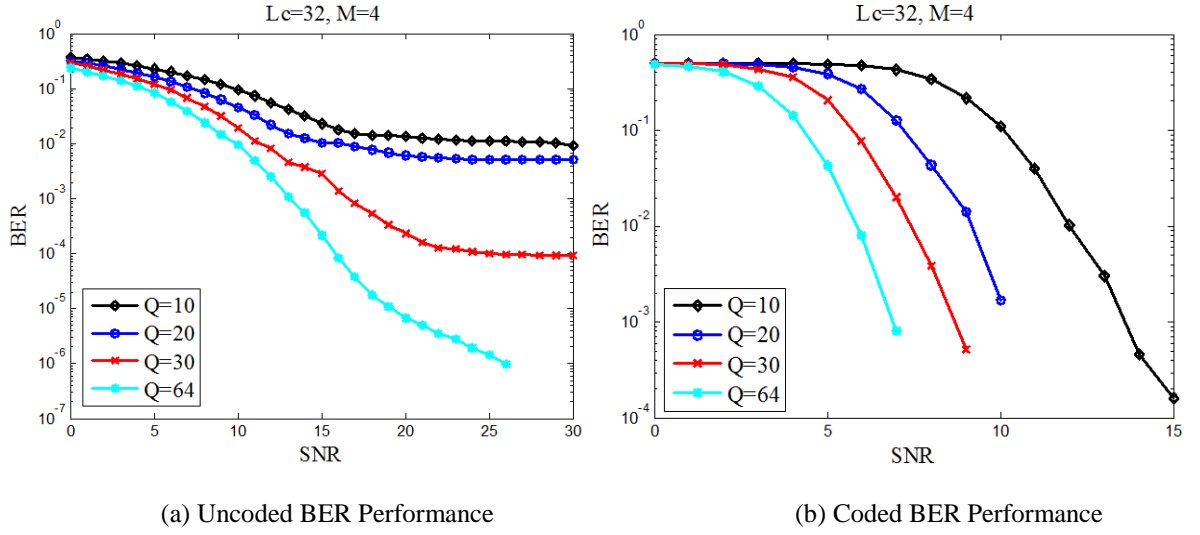 Lc=32, M=4
10^0
10^-1
10^-2
10^-3
10^-4
10^-5
10^-6
10^-7
BER
Q=10
Q=20
Q=30
Q=64
0 5 10 15 20 25 30
SNR
(a) Uncoded BER Performance
Lc=32, M=4
10^0
10^-1
10^-2
10^-3
10^-4
BER
Q=10
Q=20
Q=30
Q=64
0 5 10 15
SNR
(b) Coded BER Performance